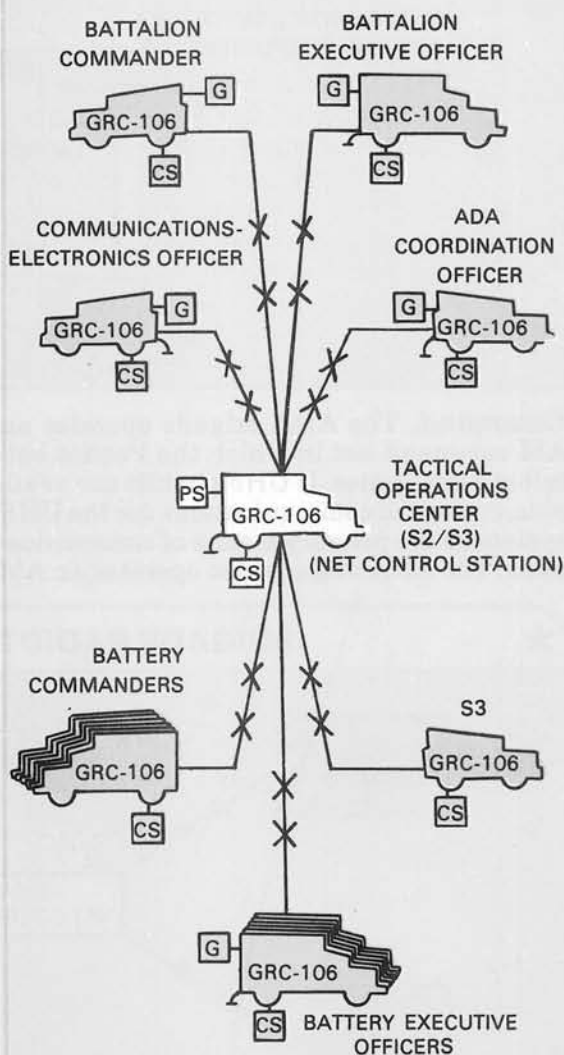 BATTALION
COMMANDER
BATTALION
EXECUTIVE OFFICER
G
GRC-106
CS
G
GRC-106
CS
COMMUNICATIONS-
ELECTRONICS OFFICER
ADA
COORDINATION
OFFICER
G
GRC-106
CS
G
GRC-106
CS
PS
GRC-106
CS
TACTICAL
OPERATIONS
CENTER
(S2/S3)
(NET CONTROL STATION)
BATTERY
COMMANDERS
GRC-106
CS
S3
GRC-106
CS
G
GRC-106
CS
BATTERY EXECUTIVE
OFFICERS